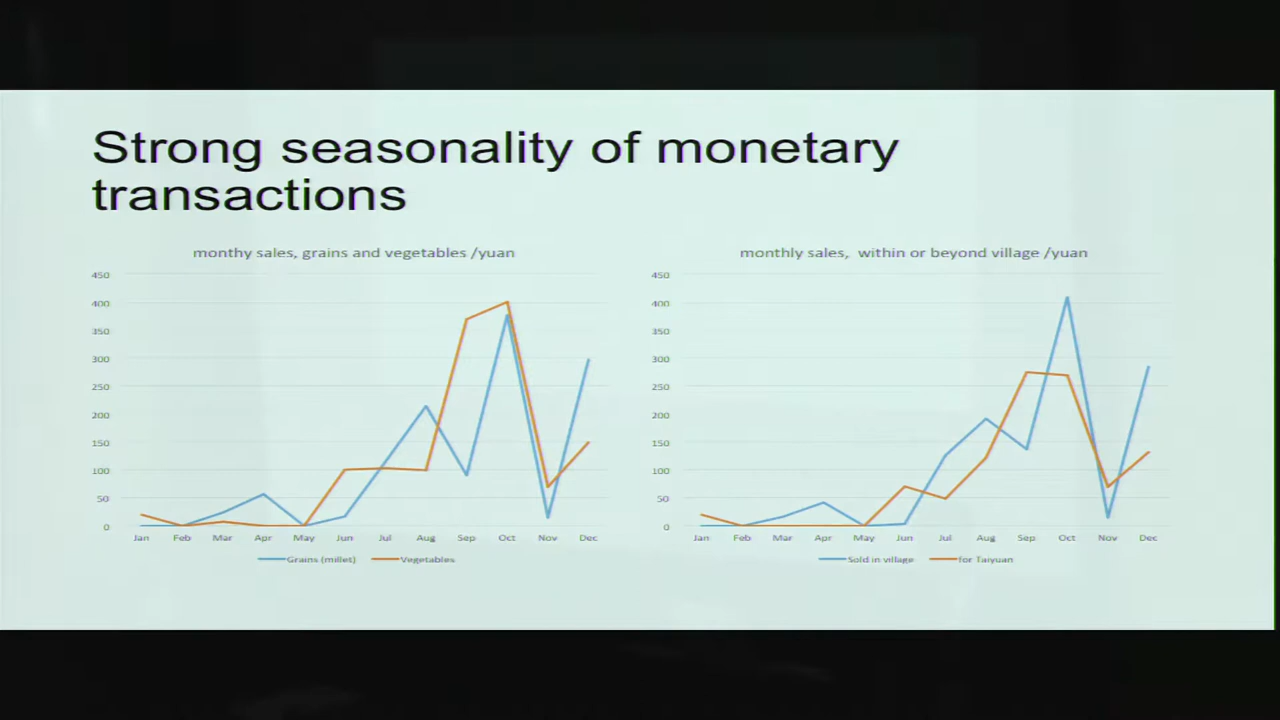 Strong seasonality of monetary
transactions
monthy sales, grains and vegetables /yuan
450
400
350
300
250
200
150
100
50
0
Jan Feb Mar Apr May Jun Jul Aug Sep Oct Nov Dec
Grains (millet) Vegetables
monthly sales, within or beyond village /yuan
450
400
350
300
250
200
150
100
50
0
Jan Feb Mar Apr May Jun Jul Aug Sep Oct Nov Dec
Sold in village for Taiyuan